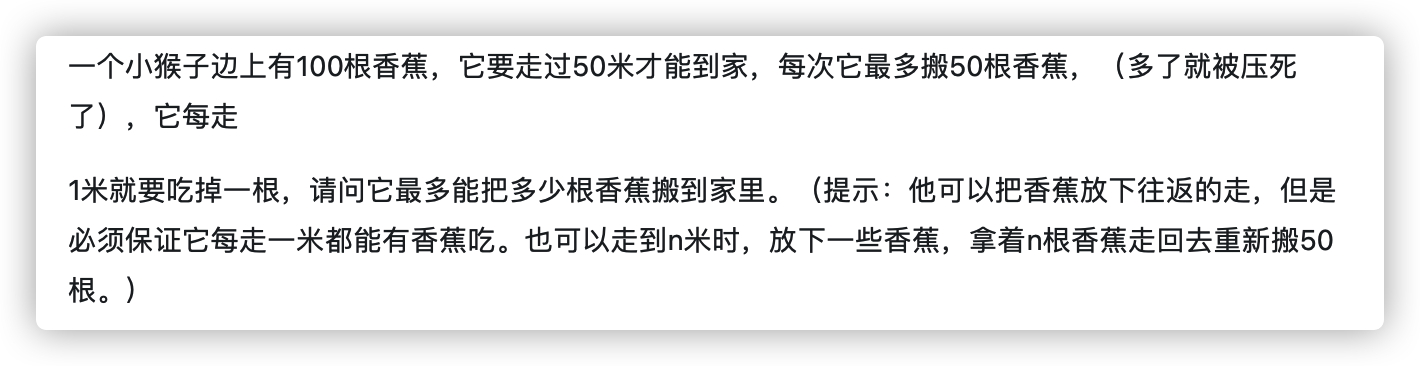 一个小猴子边上有100根香蕉，它要走过50米才能到家，每次它最多搬50根香蕉，（多了就被压死
了），它每走
1米就要吃掉一根，请问它最多能把多少根香蕉搬到家里。（提示：他可以把香蕉放下往返的走，但是
必须保证它每走一米都能有香蕉吃。也可以走到n米时，放下一些香蕉，拿着n根香蕉走回去重新搬50
根。）